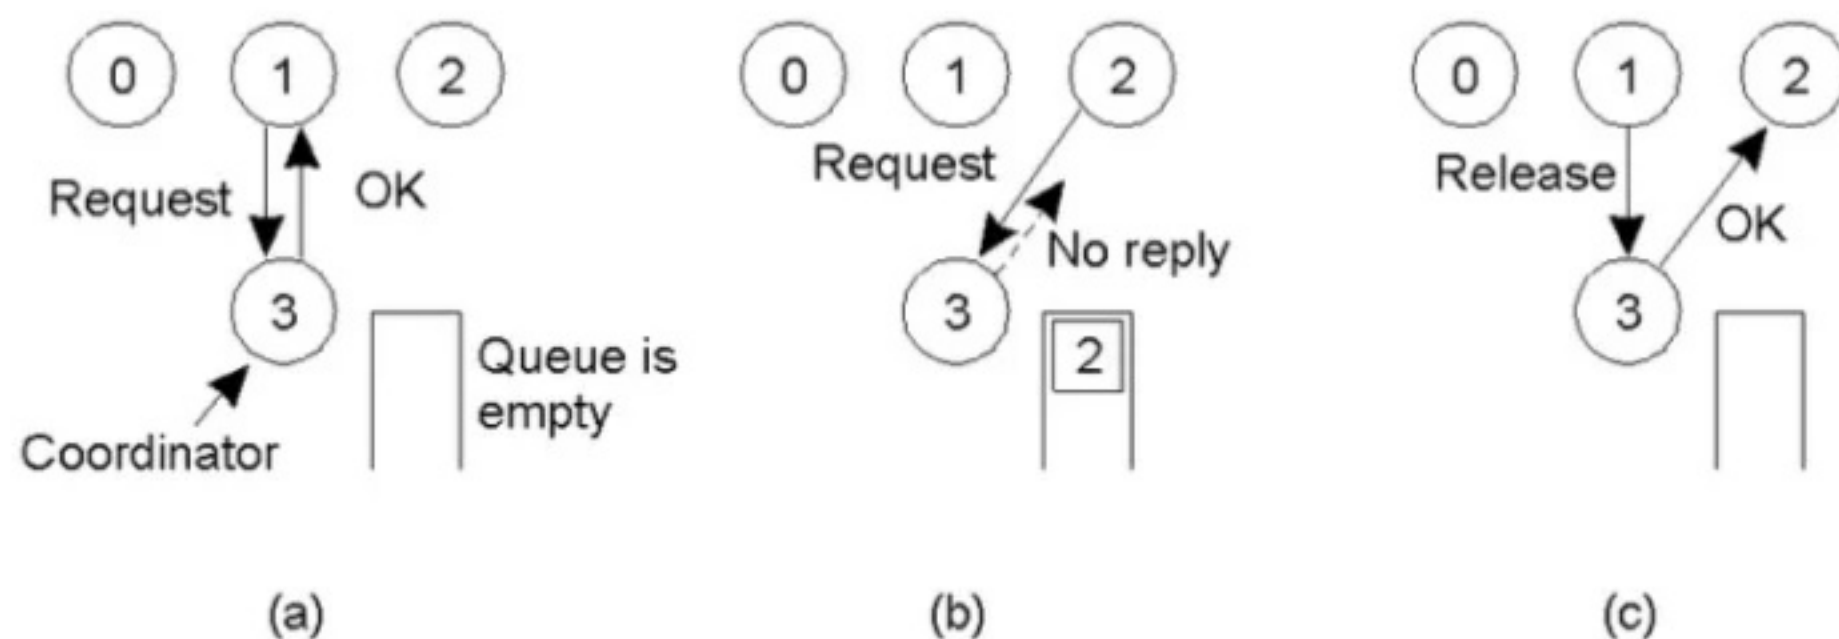 0 1 2
Request OK
3
Queue is
empty
Coordinator
(a)
0 1 2
Request
No reply
3
2
(b)
0 1 2
Release
OK
3
(c)